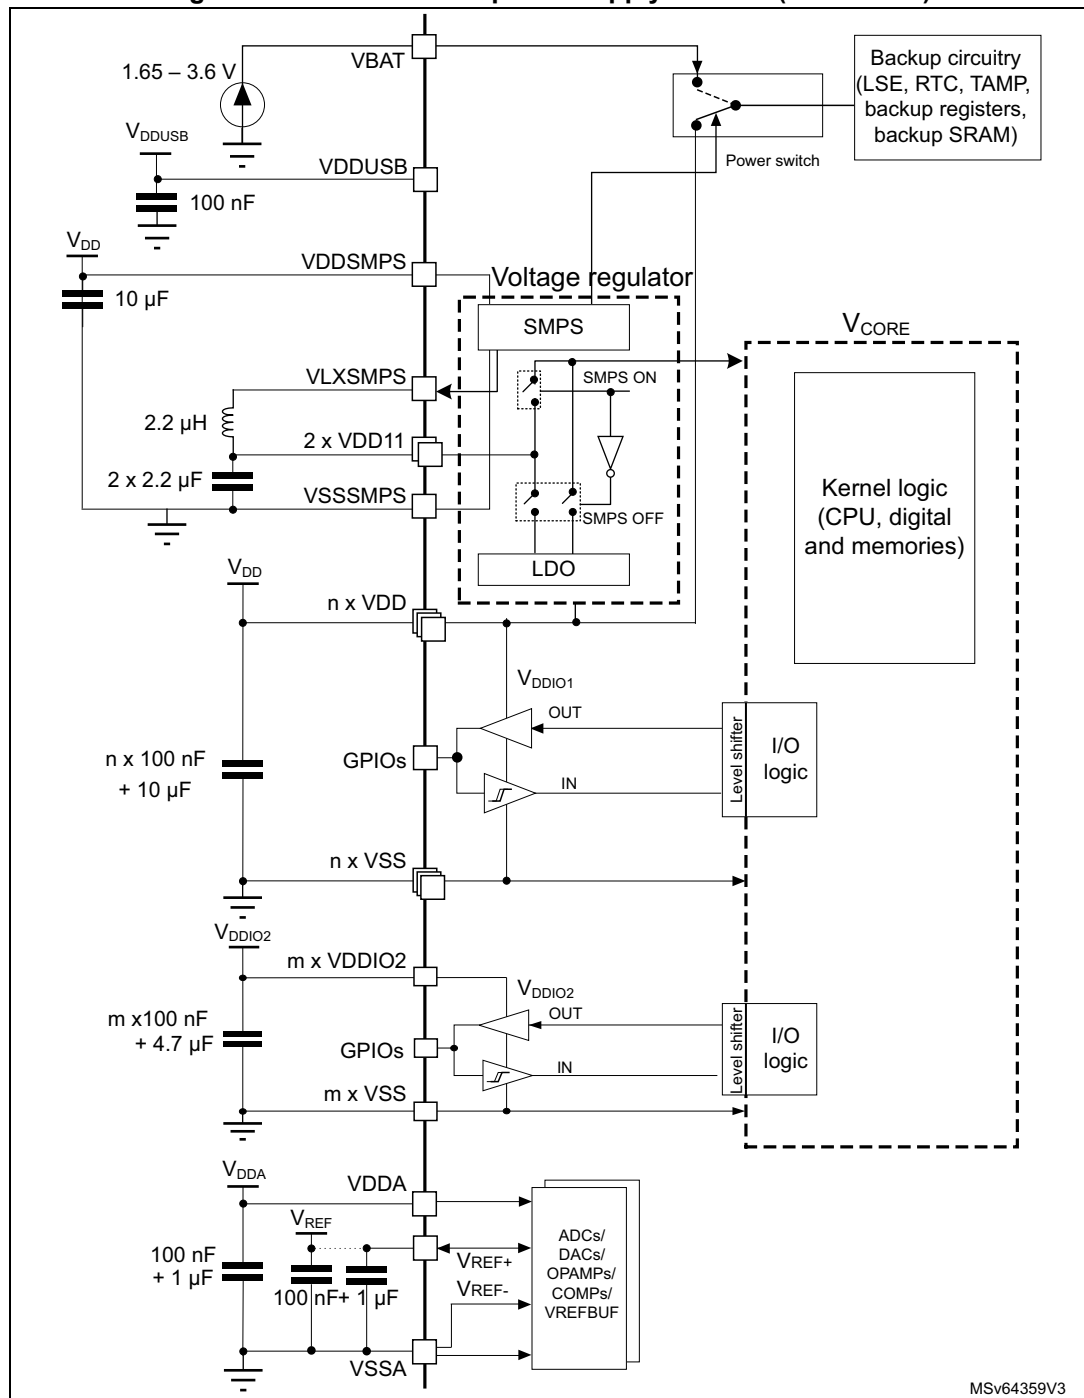 VBAT
1.65 – 3.6 V
Backup circuitry
(LSE, RTC, TAMP,
backup registers,
backup SRAM)
Power switch
VDDUSB
VDDUSB
100 nF
VDD
VDDSMPS
10 µF
Voltage regulator
SMPS
VCORE
VLXSMPS
SMPS ON
2.2 µH
2 x VDD11
2 x 2.2 µF
VSSSMPS
SMPS OFF
LDO
Kernel logic
(CPU, digital
and memories)
VDD
n x VDD
VDDIO1
OUT
GPIOs
IN
Level shifter
I/O
logic
n x 100 nF
+ 10 µF
n x VSS
VDDIO2
m x VDDIO2
VDDIO2
OUT
m x100 nF
+ 4.7 µF
GPIOs
IN
Level shifter
I/O
logic
m x VSS
VDDA
VDDA
VREF
100 nF
+ 1 µF
100 nF+ 1 µF
VREF+
VREF-
ADCs/
DACs/
OPAMPs/
COMPs/
VREFBUF
VSSA
MSv64359V3